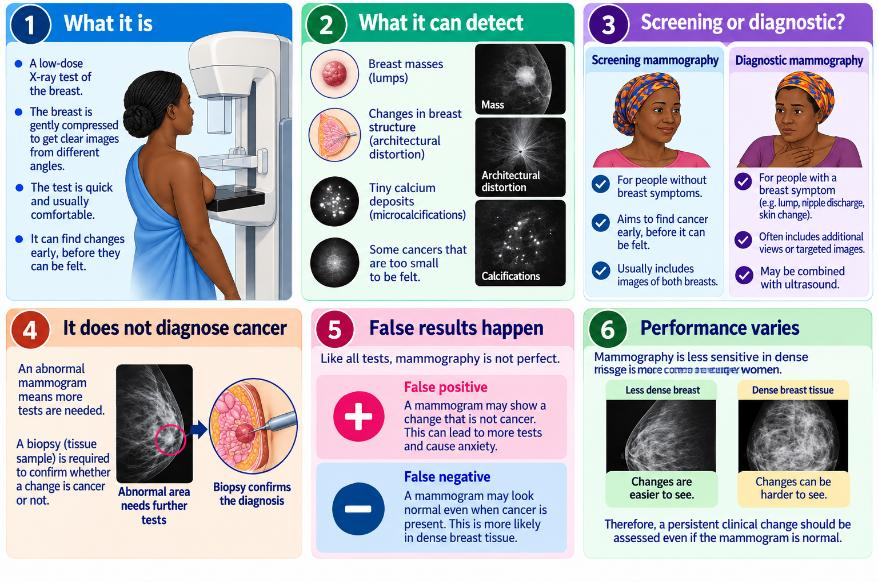 1 What it is
A low-dose
X-ray test of
the breast.
The breast is
gently compressed
to get clear images
from different
angles.
The test is quick
and usually
comfortable.
It can find changes
early, before they
can be felt.
2 What it can detect
Breast masses
(lumps)
Changes in breast
structure
(architectural
distortion)
Tiny calcium
deposits
(microcalcifications)
Some cancers that
are too small
to be felt.
Mass
Architectural
distortion
Calcifications
3 Screening or diagnostic?
Screening mammography
For people without
breast symptoms.
Aims to find cancer
early, before it can
be felt.
Usually includes
images of both breasts.
Diagnostic mammography
For people with a
breast symptom
(e.g. lump, nipple discharge,
skin change).
Often includes additional
views or targeted images.
May be combined
with ultrasound.
4 It does not diagnose cancer
An abnormal
mammogram
means more
tests are needed.
A biopsy (tissue
sample) is required
to confirm whether
a change is cancer
or not.
Abnormal area
needs further
tests
Biopsy confirms
the diagnosis
5 False results happen
Like all tests, mammography is not perfect.
False positive
A mammogram may show a
change that is not cancer.
This can lead to more tests
and cause anxiety.
False negative
A mammogram may look
normal even when cancer is
present. This is more likely
in dense breast tissue.
6 Performance varies
Mammography is less sensitive in dense
is more women.
Less dense breast
Changes are
easier to see.
Dense breast tissue
Changes can be
harder to see.
Therefore, a persistent clinical change should be
assessed even if the mammogram is normal.